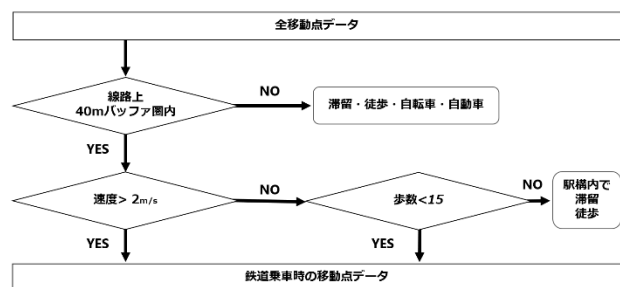 全移動点データ
線路上
40mバッファ圏内
NO
滞留・徒歩・自転車・自動車
YES
速度> 2m/s
NO
歩数<15
NO
駅構内で
滞留
徒歩
YES
YES
鉄道乗車時の移動点データ